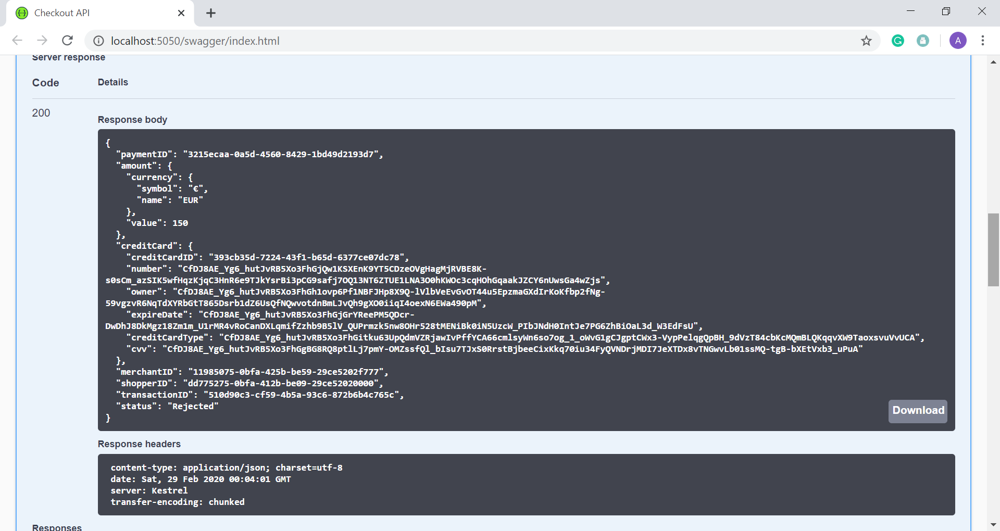 Checkout API
localhost:5050/swagger/index.html
A
Server response
Code Details
200
Response body
{
"paymentID": "3215ecaa-0a5d-4560-8429-1bd49d2193d7",
"amount": {
"currency": {
"symbol": "€",
"name": "EUR"
},
"value": 150
},
"creditCard": {
"creditCardID": "393cb35d-7224-43f1-b65d-6377ce07dc78",
"number": "CfDJ8AE_Yg6_hutJvRB5Xo3FhGjQw1KSXEnK9YT5CDzeOVgHagMjRVBE8K-
s0sCm_azSIK5wfHqzKjqC3HnR6e9TJkYsrBi3pCG9safj7OQ13NT6ZTUE1LNA3O0hKWOc3cqHOhGqaakJZCY6nUwsGa4wZjs",
"owner": "CfDJ8AE_Yg6_hutJvRB5Xo3FhGh1ovp6Pf1NBFJHp8X9Q-lVlbVeEvGvOT44u5EpzmaGXdIrKoKfbp2fNg-
59vgzvR6NqTdXYRbGtT865Dsrb1dZ6UsQfNQwvotdnBmLJvQh9gXO0iiqI4oexN6EWa490pM",
"expireDate": "CfDJ8AE_Yg6_hutJvRB5Xo3FhGjGrYReePM5QDcr-
DwDhJ8DkMgz18Zm1m_U1rMR4vRoCanDXLqmifZzhb9B5lV_QUPrmzk5nw8OHr528tMENiBk0iN5UzcW_PIbJNdH0IntJe7PG6ZhBiOaL3d_W3EdFsU",
"creditCardType": "CfDJ8AE_Yg6_hutJvRB5Xo3FhGitku63UpQdmVZRjawIvPffYCA66cmlsyWn6so7og_1_oWvG1gCJgptCWx3-VypPelqgQpBH_9dVzT84cbKcMQmBLQKqqvXW9TaoxsvuVvUCA",
"cvv": "CfDJ8AE_Yg6_hutJvRB5Xo3FhGgBG8RQ8ptlLj7pmY-OMZssfQl_bIsu7TJxS0RrstBjbeeCixKkq70iu34FyQVNDrjMDI7JeXTDx8vTNGwvLb01ssMQ-tgB-bXEtVxb3_uPuA"
},
"merchantID": "11985075-0bfa-425b-be59-29ce5202f777",
"shopperID": "dd775275-0bfa-412b-be09-29ce52020000",
"transactionID": "510d90c3-cf59-4b5a-93c6-872b6b4c765c",
"status": "Rejected"
}
Download
Response headers
content-type: application/json; charset=utf-8
date: Sat, 29 Feb 2020 00:04:01 GMT
server: Kestrel
transfer-encoding: chunked
Responses